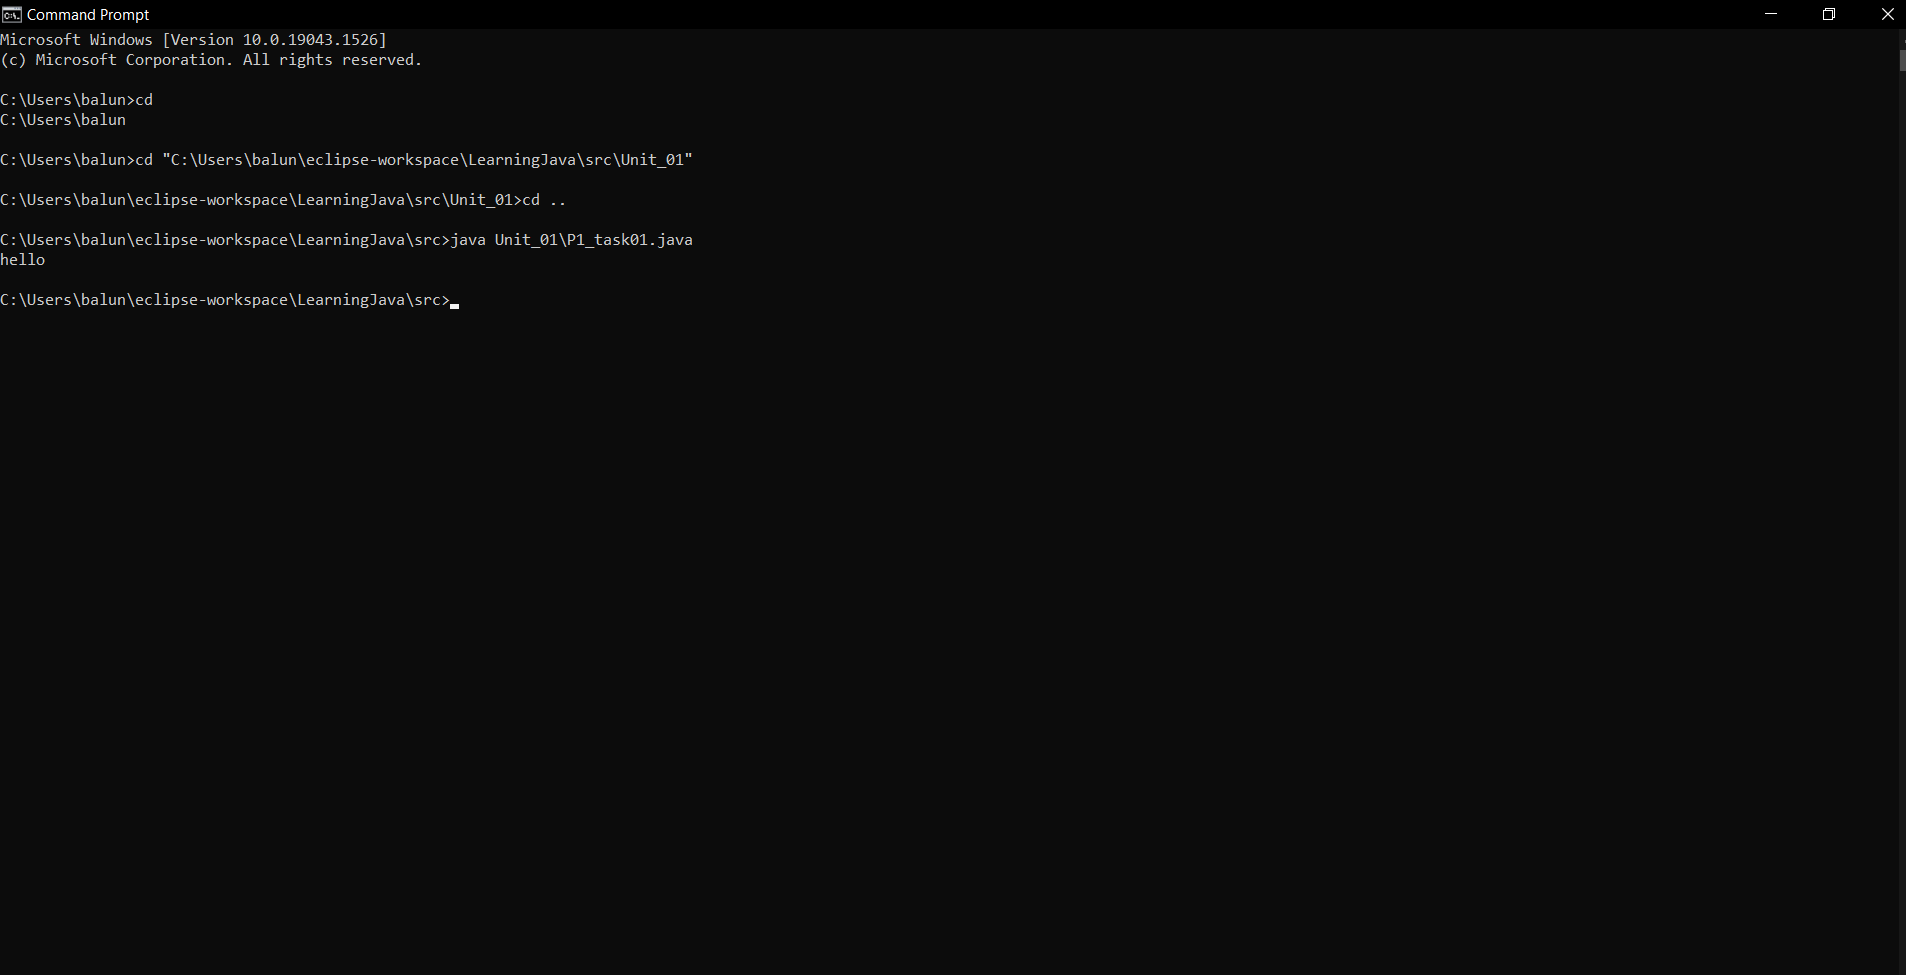 Command Prompt
Microsoft Windows [Version 10.0.19043.1526]
(c) Microsoft Corporation. All rights reserved.
C:\Users\balun>cd
C:\Users\balun
C:\Users\balun>cd "C:\Users\balun\eclipse-workspace\LearningJava\src\Unit_01"
C:\Users\balun\eclipse-workspace\LearningJava\src\Unit_01>cd ..
C:\Users\balun\eclipse-workspace\LearningJava\src>java Unit_01\P1_task01.java
hello
C:\Users\balun\eclipse-workspace\LearningJava\src>